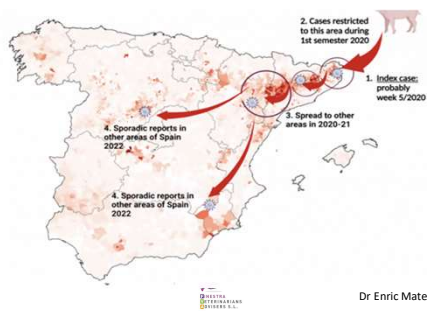 2. Cases restricted
to this area during
1st semester 2020
1. Index case:
probably
week 5/2020
3. Spread to other
areas in 2020-21
4. Sporadic reports in
other areas of Spain
2022
4. Sporadic reports in
other areas of Spain
2022
Dr Enric Mate